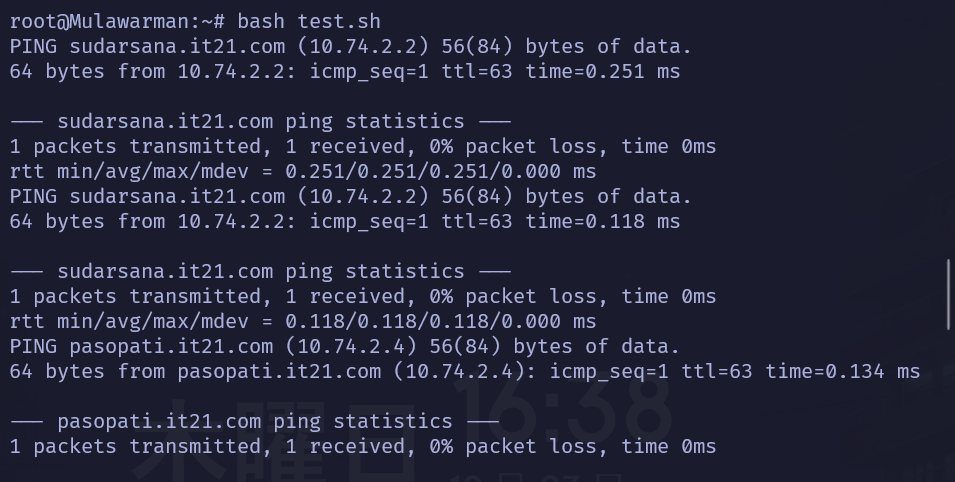 root@Mulawarman:~# bash test.sh
PING sudarsana.it21.com (10.74.2.2) 56(84) bytes of data.
64 bytes from 10.74.2.2: icmp_seq=1 ttl=63 time=0.251 ms
--- sudarsana.it21.com ping statistics ---
1 packets transmitted, 1 received, 0% packet loss, time 0ms
rtt min/avg/max/mdev = 0.251/0.251/0.251/0.000 ms
PING sudarsana.it21.com (10.74.2.2) 56(84) bytes of data.
64 bytes from 10.74.2.2: icmp_seq=1 ttl=63 time=0.118 ms
--- sudarsana.it21.com ping statistics ---
1 packets transmitted, 1 received, 0% packet loss, time 0ms
rtt min/avg/max/mdev = 0.118/0.118/0.118/0.000 ms
PING pasopati.it21.com (10.74.2.4) 56(84) bytes of data.
64 bytes from pasopati.it21.com (10.74.2.4): icmp_seq=1 ttl=63 time=0.134 ms
--- pasopati.it21.com ping statistics ---
1 packets transmitted, 1 received, 0% packet loss, time 0ms
木曜日
16:38